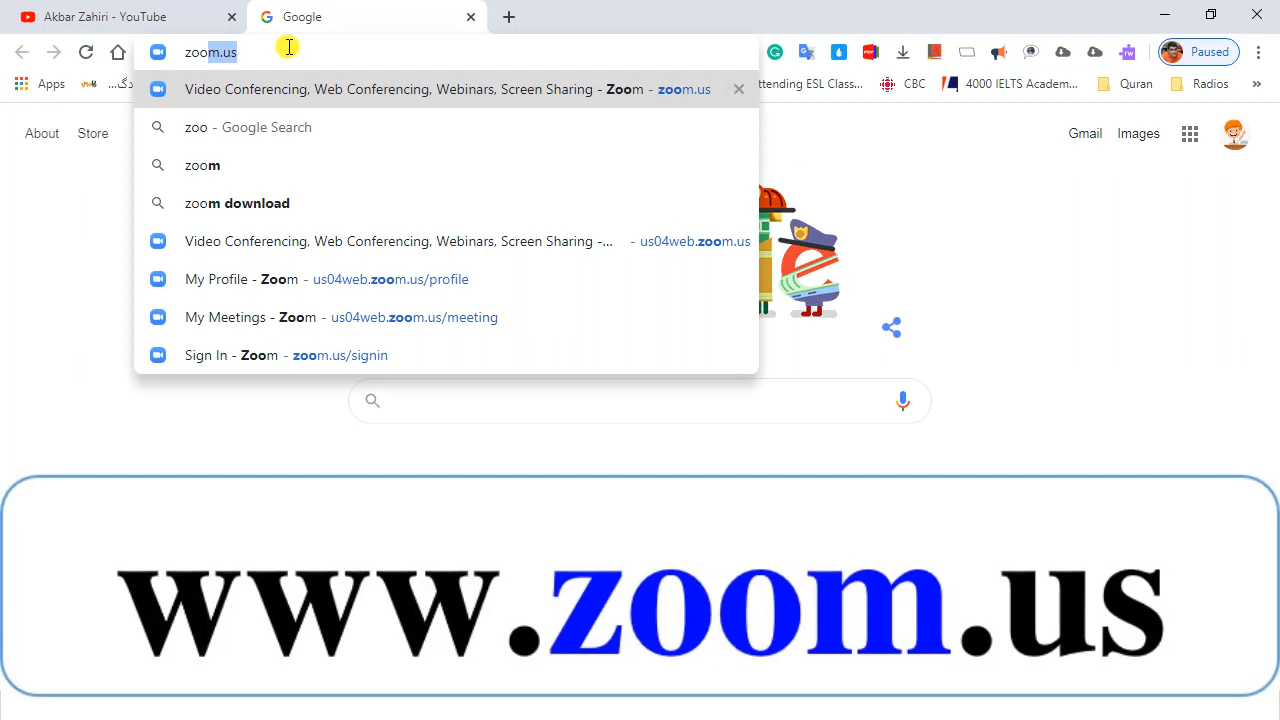 Akbar Zahiri - YouTube
Google
zoom.us
Paused
Apps
...دگ
ttending ESL Class...
CBC
4000 IELTS Academ...
Quran
Radios
»
Video Conferencing, Web Conferencing, Webinars, Screen Sharing - Zoom - zoom.us
zoo - Google Search
zoom
zoom download
Video Conferencing, Web Conferencing, Webinars, Screen Sharing -... - us04web.zoom.us
My Profile - Zoom - us04web.zoom.us/profile
My Meetings - Zoom - us04web.zoom.us/meeting
Sign In - Zoom - zoom.us/signin
About
Store
Gmail
Images
www.zoom.us